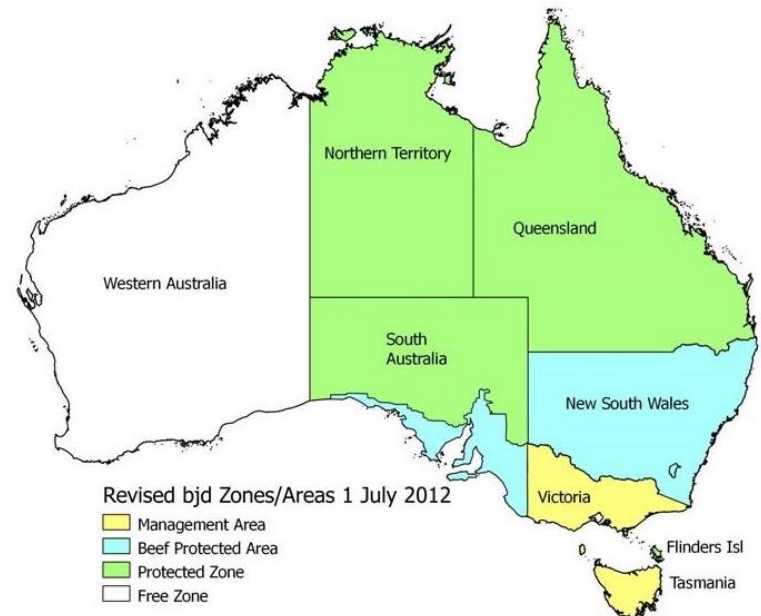 Northern Territory
Queensland
Western Australia
South
Australia
New South Wales
Revised bjd Zones/Areas 1 July 2012
Victoria
Management Area
Beef Protected Area
Flinders Isl
Protected Zone
Tasmania
Free Zone